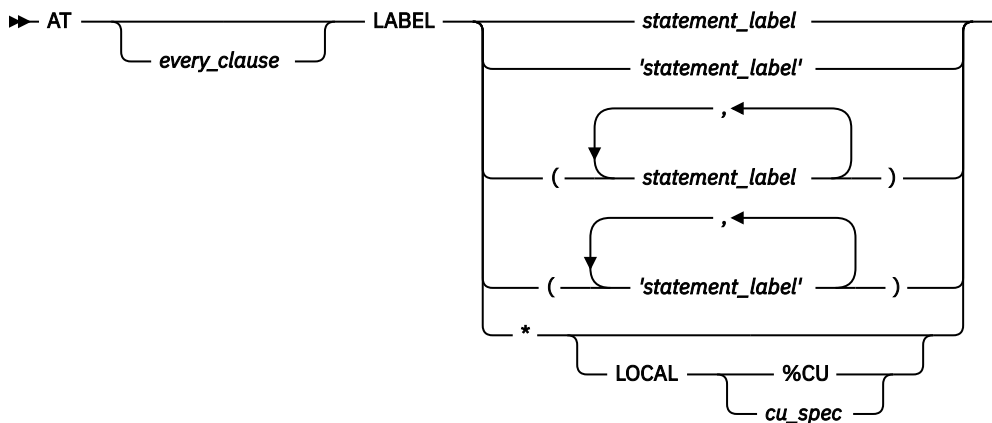 AT LABEL statement_label
every_clause 'statement_label'
,
( statement_label )
,
( 'statement_label' )
*
LOCAL %CU
cu_spec